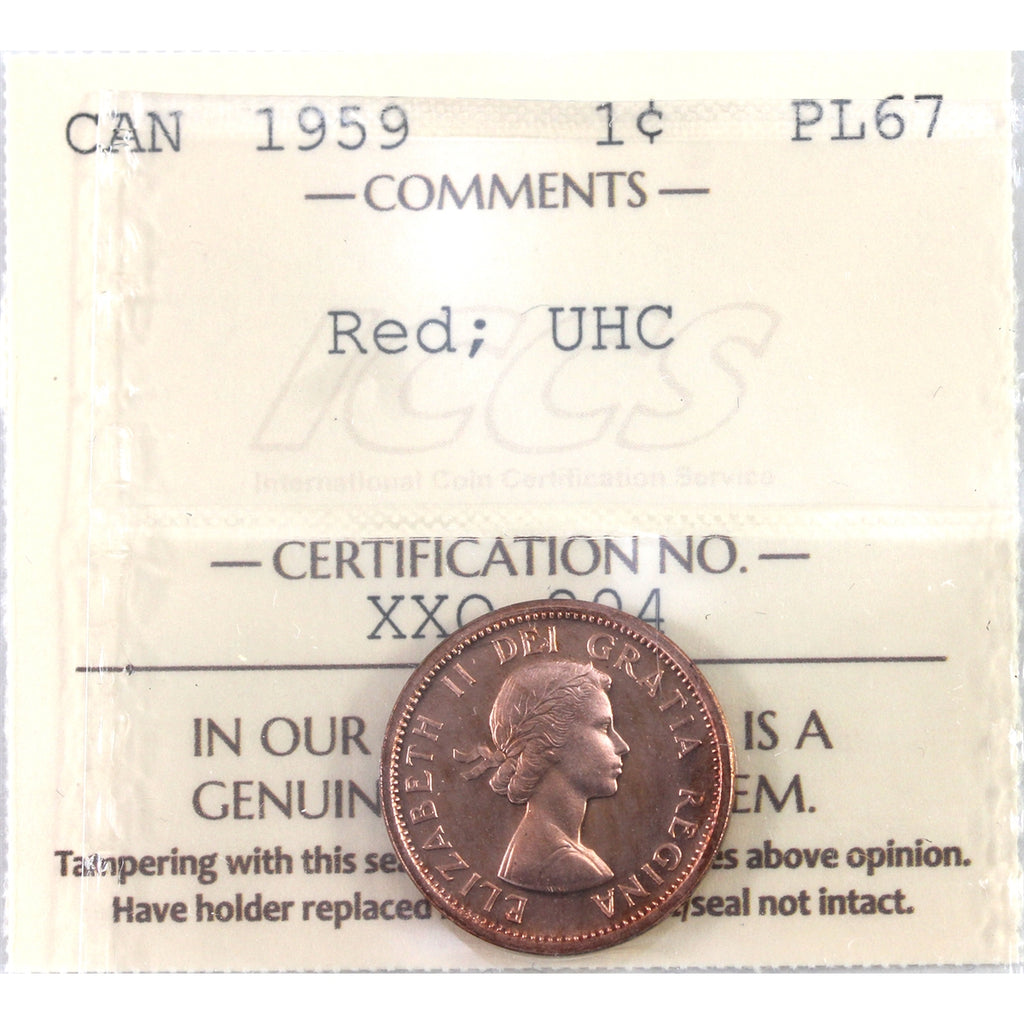 CAN 1959 1¢ PL67
—COMMENTS—
Red; UHC
ICCS
International Coin Certification Service
—CERTIFICATION NO.—
IN OUR IS A
GENUIN EM.
Tampering with this se es above opinion.
Have holder replaced /seal not intact.
ELIZABETH II DEI GRATIA REGINA